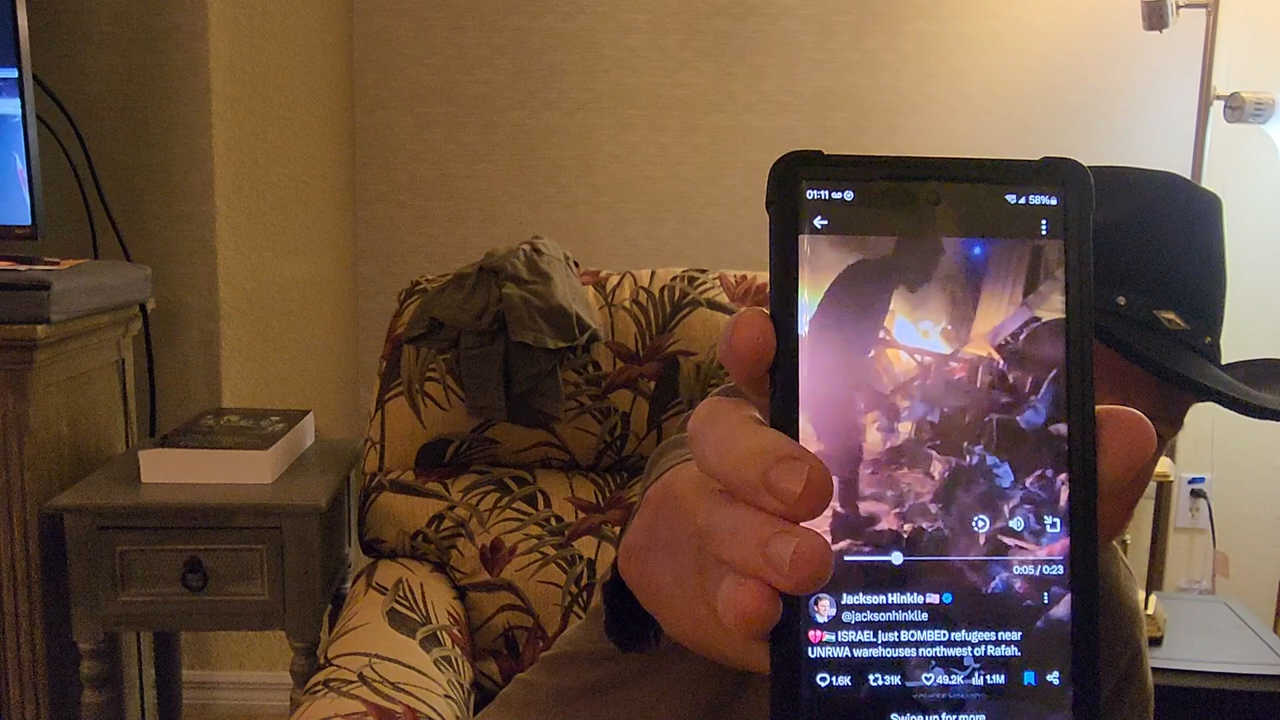 01:11
58%
0:05 / 0:23
Jackson Hinkle
@jacksonhinklle
💔🇵🇸 ISRAEL just BOMBED refugees near
UNRWA warehouses northwest of Rafah.
1.6K 31K 49.2K 1.1M
Swipe up for more